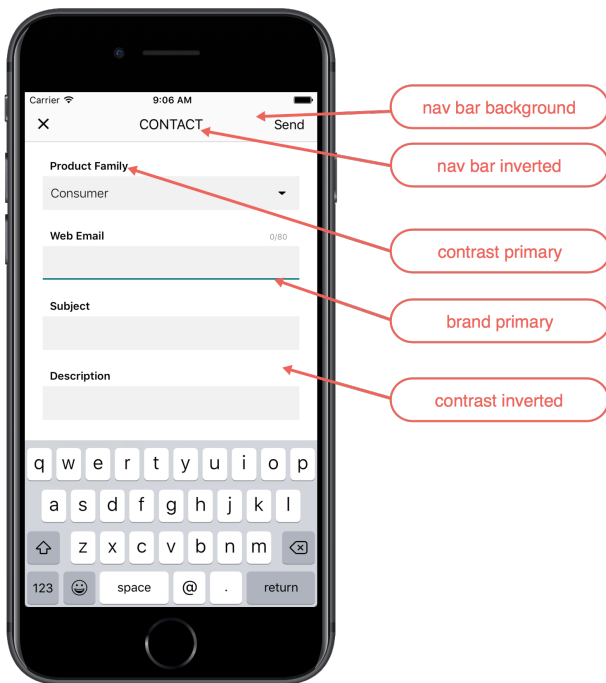 Carrier 9:06 AM
CONTACT Send
nav bar background
nav bar inverted
Product Family
Consumer
Web Email 0/80
contrast primary
brand primary
Subject
Description
contrast inverted
q w e r t y u i o p
a s d f g h j k l
z x c v b n m
123 space @ . return